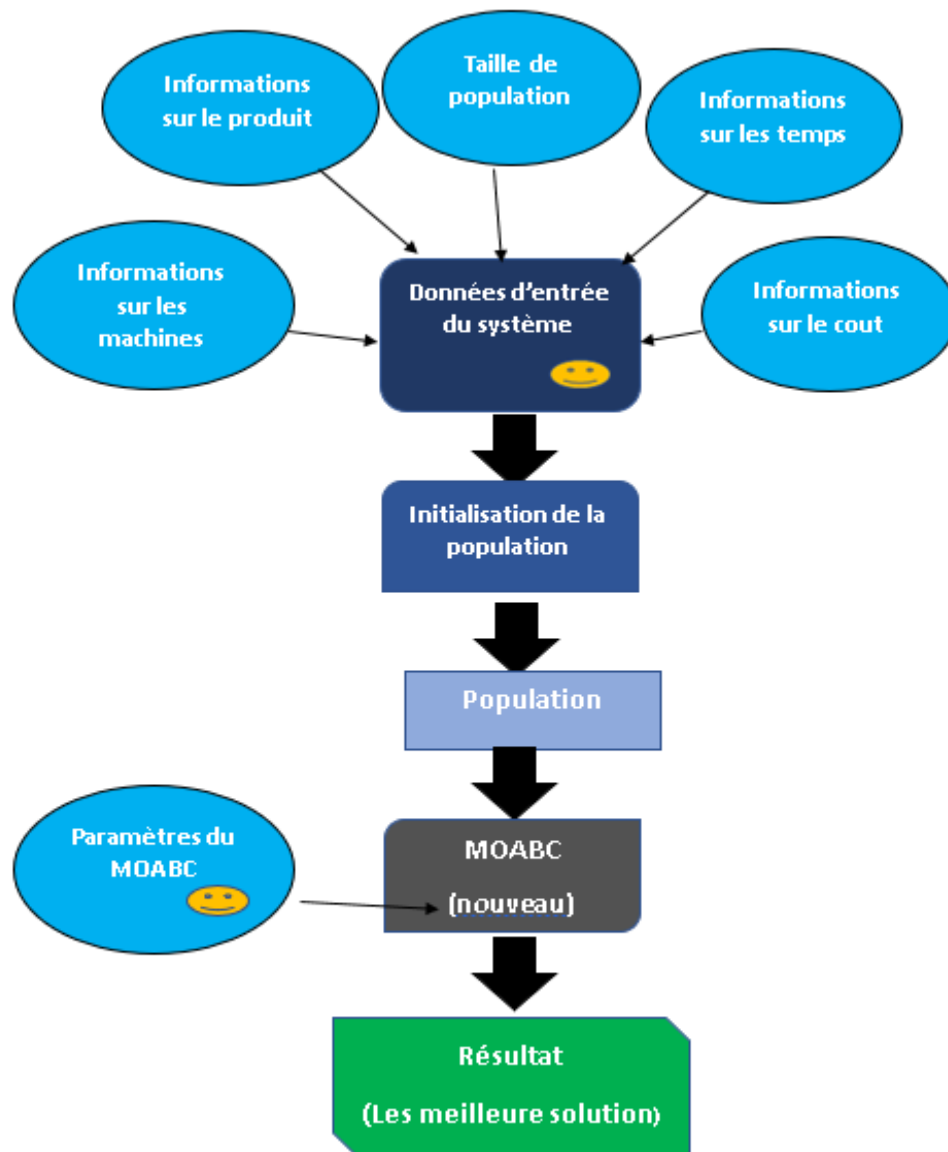 Informations
sur le produit
Taille de
population
Informations
sur les temps
Informations
sur les
machines
Données d'entrée
du système
Informations
sur le cout
Initialisation de la
population
Population
Paramètres du
MOABC
MOABC
(nouveau)
Résultat
(Les meilleure solution)